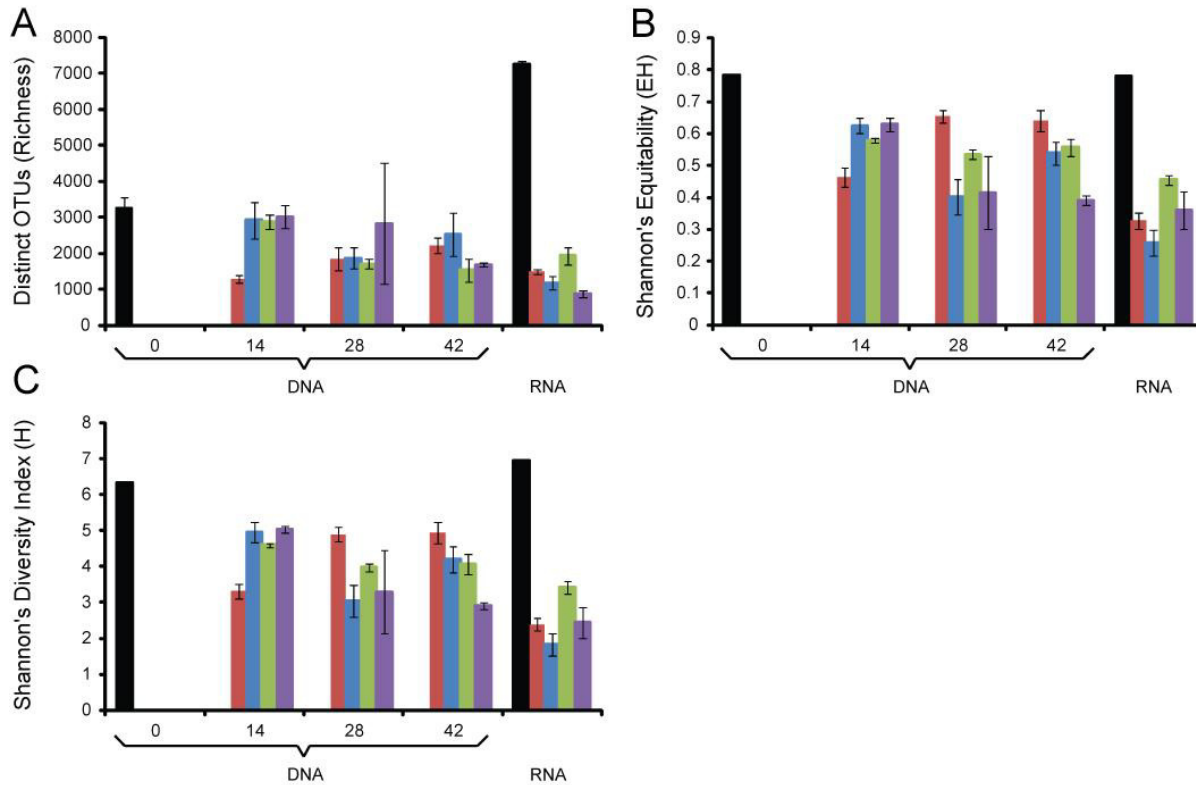 A
Distinct OTUs (Richness)
8000
7000
6000
5000
4000
3000
2000
1000
0
0 14 28 42
DNA RNA
B
Shannon's Equitability (EH)
0.9
0.8
0.7
0.6
0.5
0.4
0.3
0.2
0.1
0
0 14 28 42
DNA RNA
C
Shannon's Diversity Index (H)
8
7
6
5
4
3
2
1
0
0 14 28 42
DNA RNA